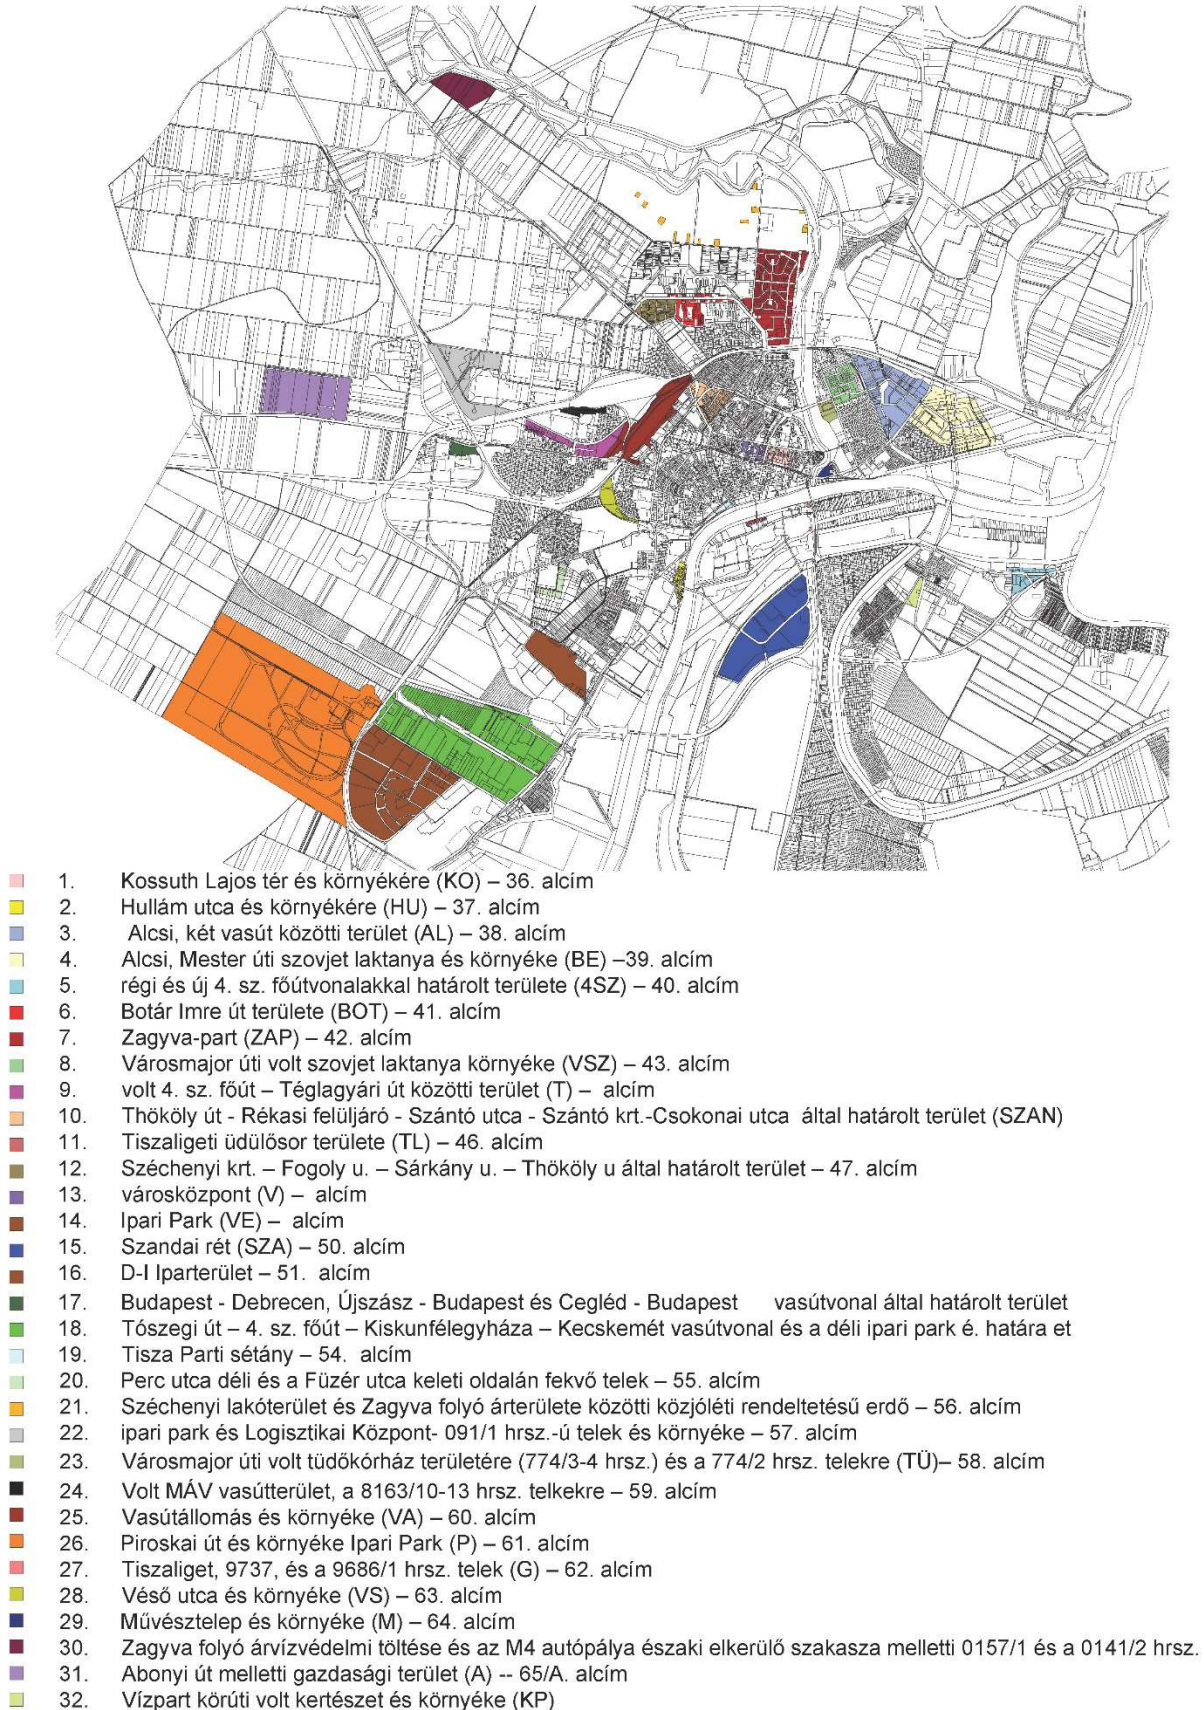 1. Kossuth Lajos tér és környékére (KO) – 36. alcím
2. Hullám utca és környékére (HU) – 37. alcím
3. Alcsi, két vasút közötti terület (AL) – 38. alcím
4. Alcsi, Mester úti szovjet laktanya és környéke (BE) –39. alcím
5. régi és új 4. sz. főútvonalakkal határolt területe (4SZ) – 40. alcím
6. Botár Imre út területe (BOT) – 41. alcím
7. Zagyva-part (ZAP) – 42. alcím
8. Városmajor úti volt szovjet laktanya környéke (VSZ) – 43. alcím
9. volt 4. sz. főút – Téglagyári út közötti terület (T) – alcím
10. Thököly út - Rékasi felüljáró - Szántó utca - Szántó krt.-Csokonai utca által határolt terület (SZAN)
11. Tiszaligeti üdülősor területe (TL) – 46. alcím
12. Széchenyi krt. – Fogoly u. – Sárkány u. – Thököly u által határolt terület – 47. alcím
13. városközpont (V) – alcím
14. Ipari Park (VE) – alcím
15. Szandai rét (SZA) – 50. alcím
16. D-I Iparterület – 51. alcím
17. Budapest - Debrecen, Újszász - Budapest és Cegléd - Budapest vasútvonal által határolt terület
18. Tószegi út – 4. sz. főút – Kiskunfélegyháza – Kecskemét vasútvonal és a déli ipari park é. határa et
19. Tisza Parti sétány – 54. alcím
20. Perc utca déli és a Füzér utca keleti oldalán fekvő telek – 55. alcím
21. Széchenyi lakóterület és Zagyva folyó árterülete közötti közjóléti rendeltetésű erdő – 56. alcím
22. ipari park és Logisztikai Központ- 091/1 hrsz.-ú telek és környéke – 57. alcím
23. Városmajor úti volt tüdőkórház területére (774/3-4 hrsz.) és a 774/2 hrsz. telekre (TÜ)– 58. alcím
24. Volt MÁV vasútterület, a 8163/10-13 hrsz. telkekre – 59. alcím
25. Vasútállomás és környéke (VA) – 60. alcím
26. Piroskai út és környéke Ipari Park (P) – 61. alcím
27. Tiszaliget, 9737, és a 9686/1 hrsz. telek (G) – 62. alcím
28. Véső utca és környéke (VS) – 63. alcím
29. Művésztelep és környéke (M) – 64. alcím
30. Zagyva folyó árvízvédelmi töltése és az M4 autópálya északi elkerülő szakasza melletti 0157/1 és a 0141/2 hrsz.
31. Abonyi út melletti gazdasági terület (A) -- 65/A. alcím
32. Vízpart körúti volt kertészet és környéke (KP)